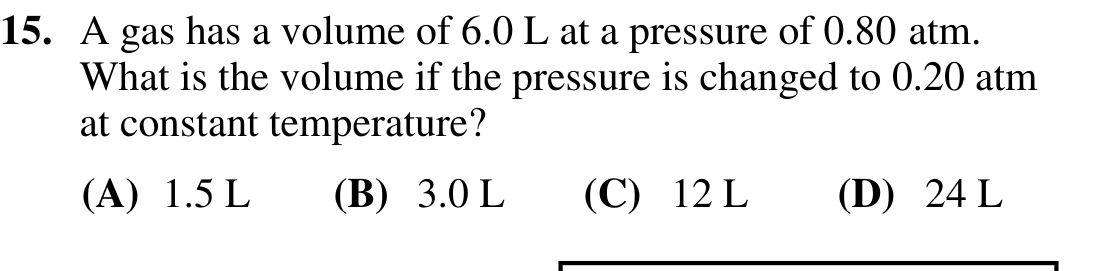 15. A gas has a volume of 6.0 L at a pressure of 0.80 atm.
What is the volume if the pressure is changed to 0.20 atm
at constant temperature?
(A) 1.5 L (B) 3.0 L (C) 12 L (D) 24 L